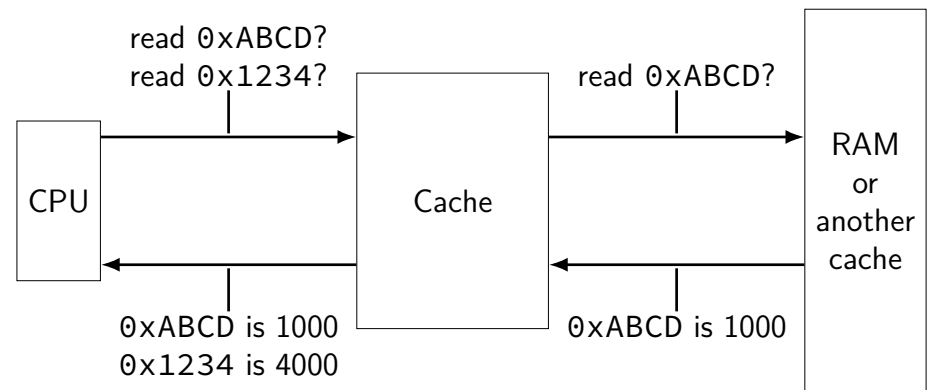 read 0xABCD?
read 0x1234?
read 0xABCD?
CPU
Cache
RAM
or
another
cache
0xABCD is 1000
0x1234 is 4000
0xABCD is 1000